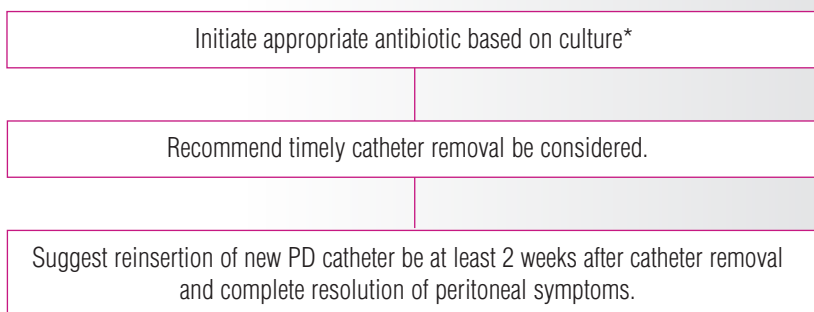 Initiate appropriate antibiotic based on culture*
Recommend timely catheter removal be considered.
Suggest reinsertion of new PD catheter be at least 2 weeks after catheter removal
and complete resolution of peritoneal symptoms.